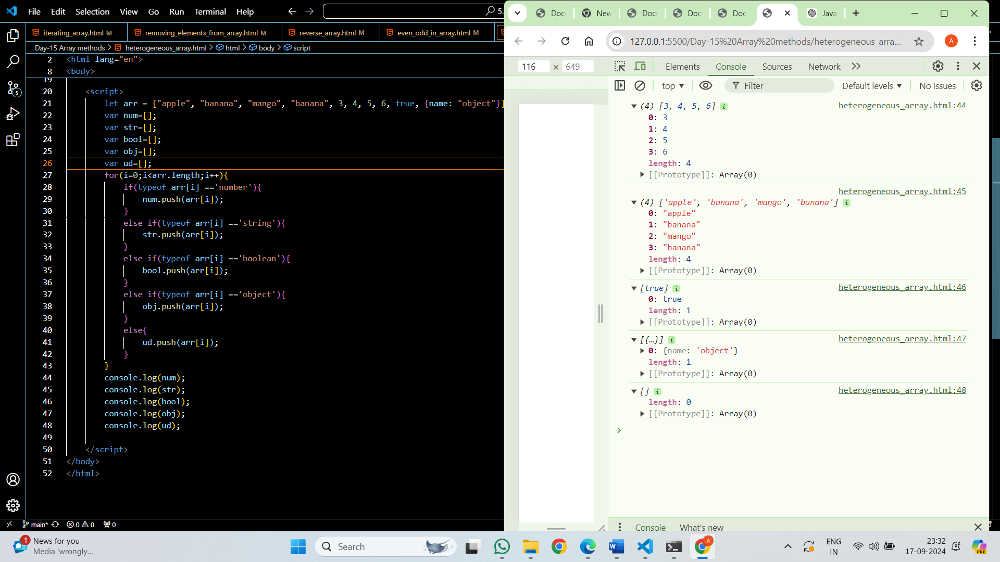 File Edit Selection View Go Run Terminal Help
5.
iterating_array.html M
removing_elements_from_array.html M
reverse_array.html M
even_odd_in_array.html M
Day-15 Array methods > heterogeneous_array.html > html > body > script
2 <html lang="en">
8 <body>
19
20 <script>
21 let arr = ["apple", "banana", "mango", "banana", 3, 4, 5, 6, true, {name: "object"}]
22 var num=[];
23 var str=[];
24 var bool=[];
25 var obj=[];
26 var ud=[];
27 for(i=0;i<arr.length;i++){
28 if(typeof arr[i] =='number'){
29 num.push(arr[i]);
30 }
31 else if(typeof arr[i] =='string'){
32 str.push(arr[i]);
33 }
34 else if(typeof arr[i] =='boolean'){
35 bool.push(arr[i]);
36 }
37 else if(typeof arr[i] =='object'){
38 obj.push(arr[i]);
39 }
40 else{
41 ud.push(arr[i]);
42 }
43 }
44 console.log(num);
45 console.log(str);
46 console.log(bool);
47 console.log(obj);
48 console.log(ud);
49
50 </script>
51 </body>
52 </html>
5
main* 0 0 0
Doc
New
Doc
Doc
Doc
Java
127.0.0.1:5500/Day-15%20Array%20methods/heterogeneous_arra...
A
116 × 649
Elements Console Sources Network
top Filter Default levels No Issues
(4) [3, 4, 5, 6] heterogeneous_array.html:44
0: 3
1: 4
2: 5
3: 6
length: 4
[[Prototype]]: Array(0)
heterogeneous_array.html:45
(4) ['apple', 'banana', 'mango', 'banana']
0: "apple"
1: "banana"
2: "mango"
3: "banana"
length: 4
[[Prototype]]: Array(0)
[true] heterogeneous_array.html:46
0: true
length: 1
[[Prototype]]: Array(0)
[{…}] heterogeneous_array.html:47
0: {name: 'object'}
length: 1
[[Prototype]]: Array(0)
[] heterogeneous_array.html:48
length: 0
[[Prototype]]: Array(0)
Console What's new
1
News for you
Media 'wrongly...
Search
A
ENG
IN
23:32
17-09-2024
PRE